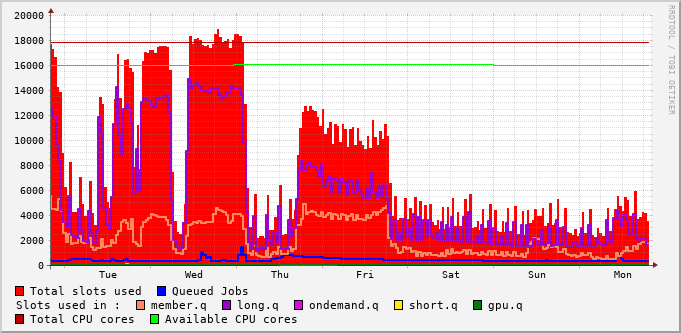 20000
18000
16000
14000
12000
10000
8000
6000
4000
2000
0
Tue Wed Thu Fri Sat Sun Mon
RRDTOOL / TOBI OETIKER
Total slots used Queued Jobs
Slots used in : member.q long.q ondemand.q short.q gpu.q
Total CPU cores Available CPU cores